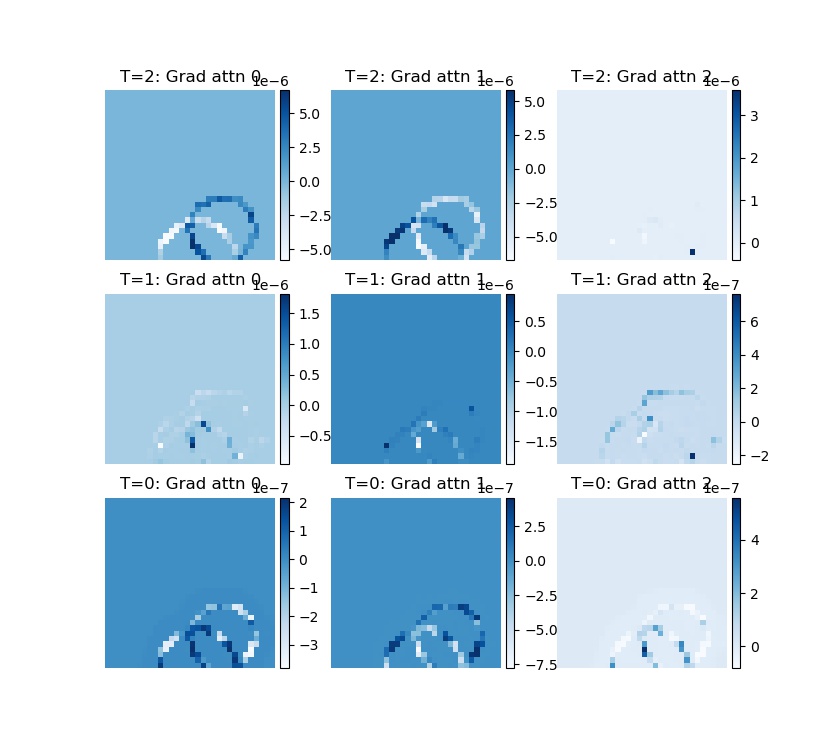 T=2: Grad attn 0
1e−6
T=2: Grad attn 1
1e−6
T=2: Grad attn 2
1e−6
5.0
2.5
0.0
−2.5
−5.0
5.0
2.5
0.0
−2.5
−5.0
3
2
1
0
T=1: Grad attn 0
1e−6
T=1: Grad attn 1
1e−6
T=1: Grad attn 2
1e−7
1.5
1.0
0.5
0.0
−0.5
0.5
0.0
−0.5
−1.0
−1.5
6
4
2
0
−2
T=0: Grad attn 0
1e−7
T=0: Grad attn 1
1e−7
T=0: Grad attn 2
1e−7
2
1
0
−1
−2
−3
2.5
0.0
−2.5
−5.0
−7.5
4
2
0